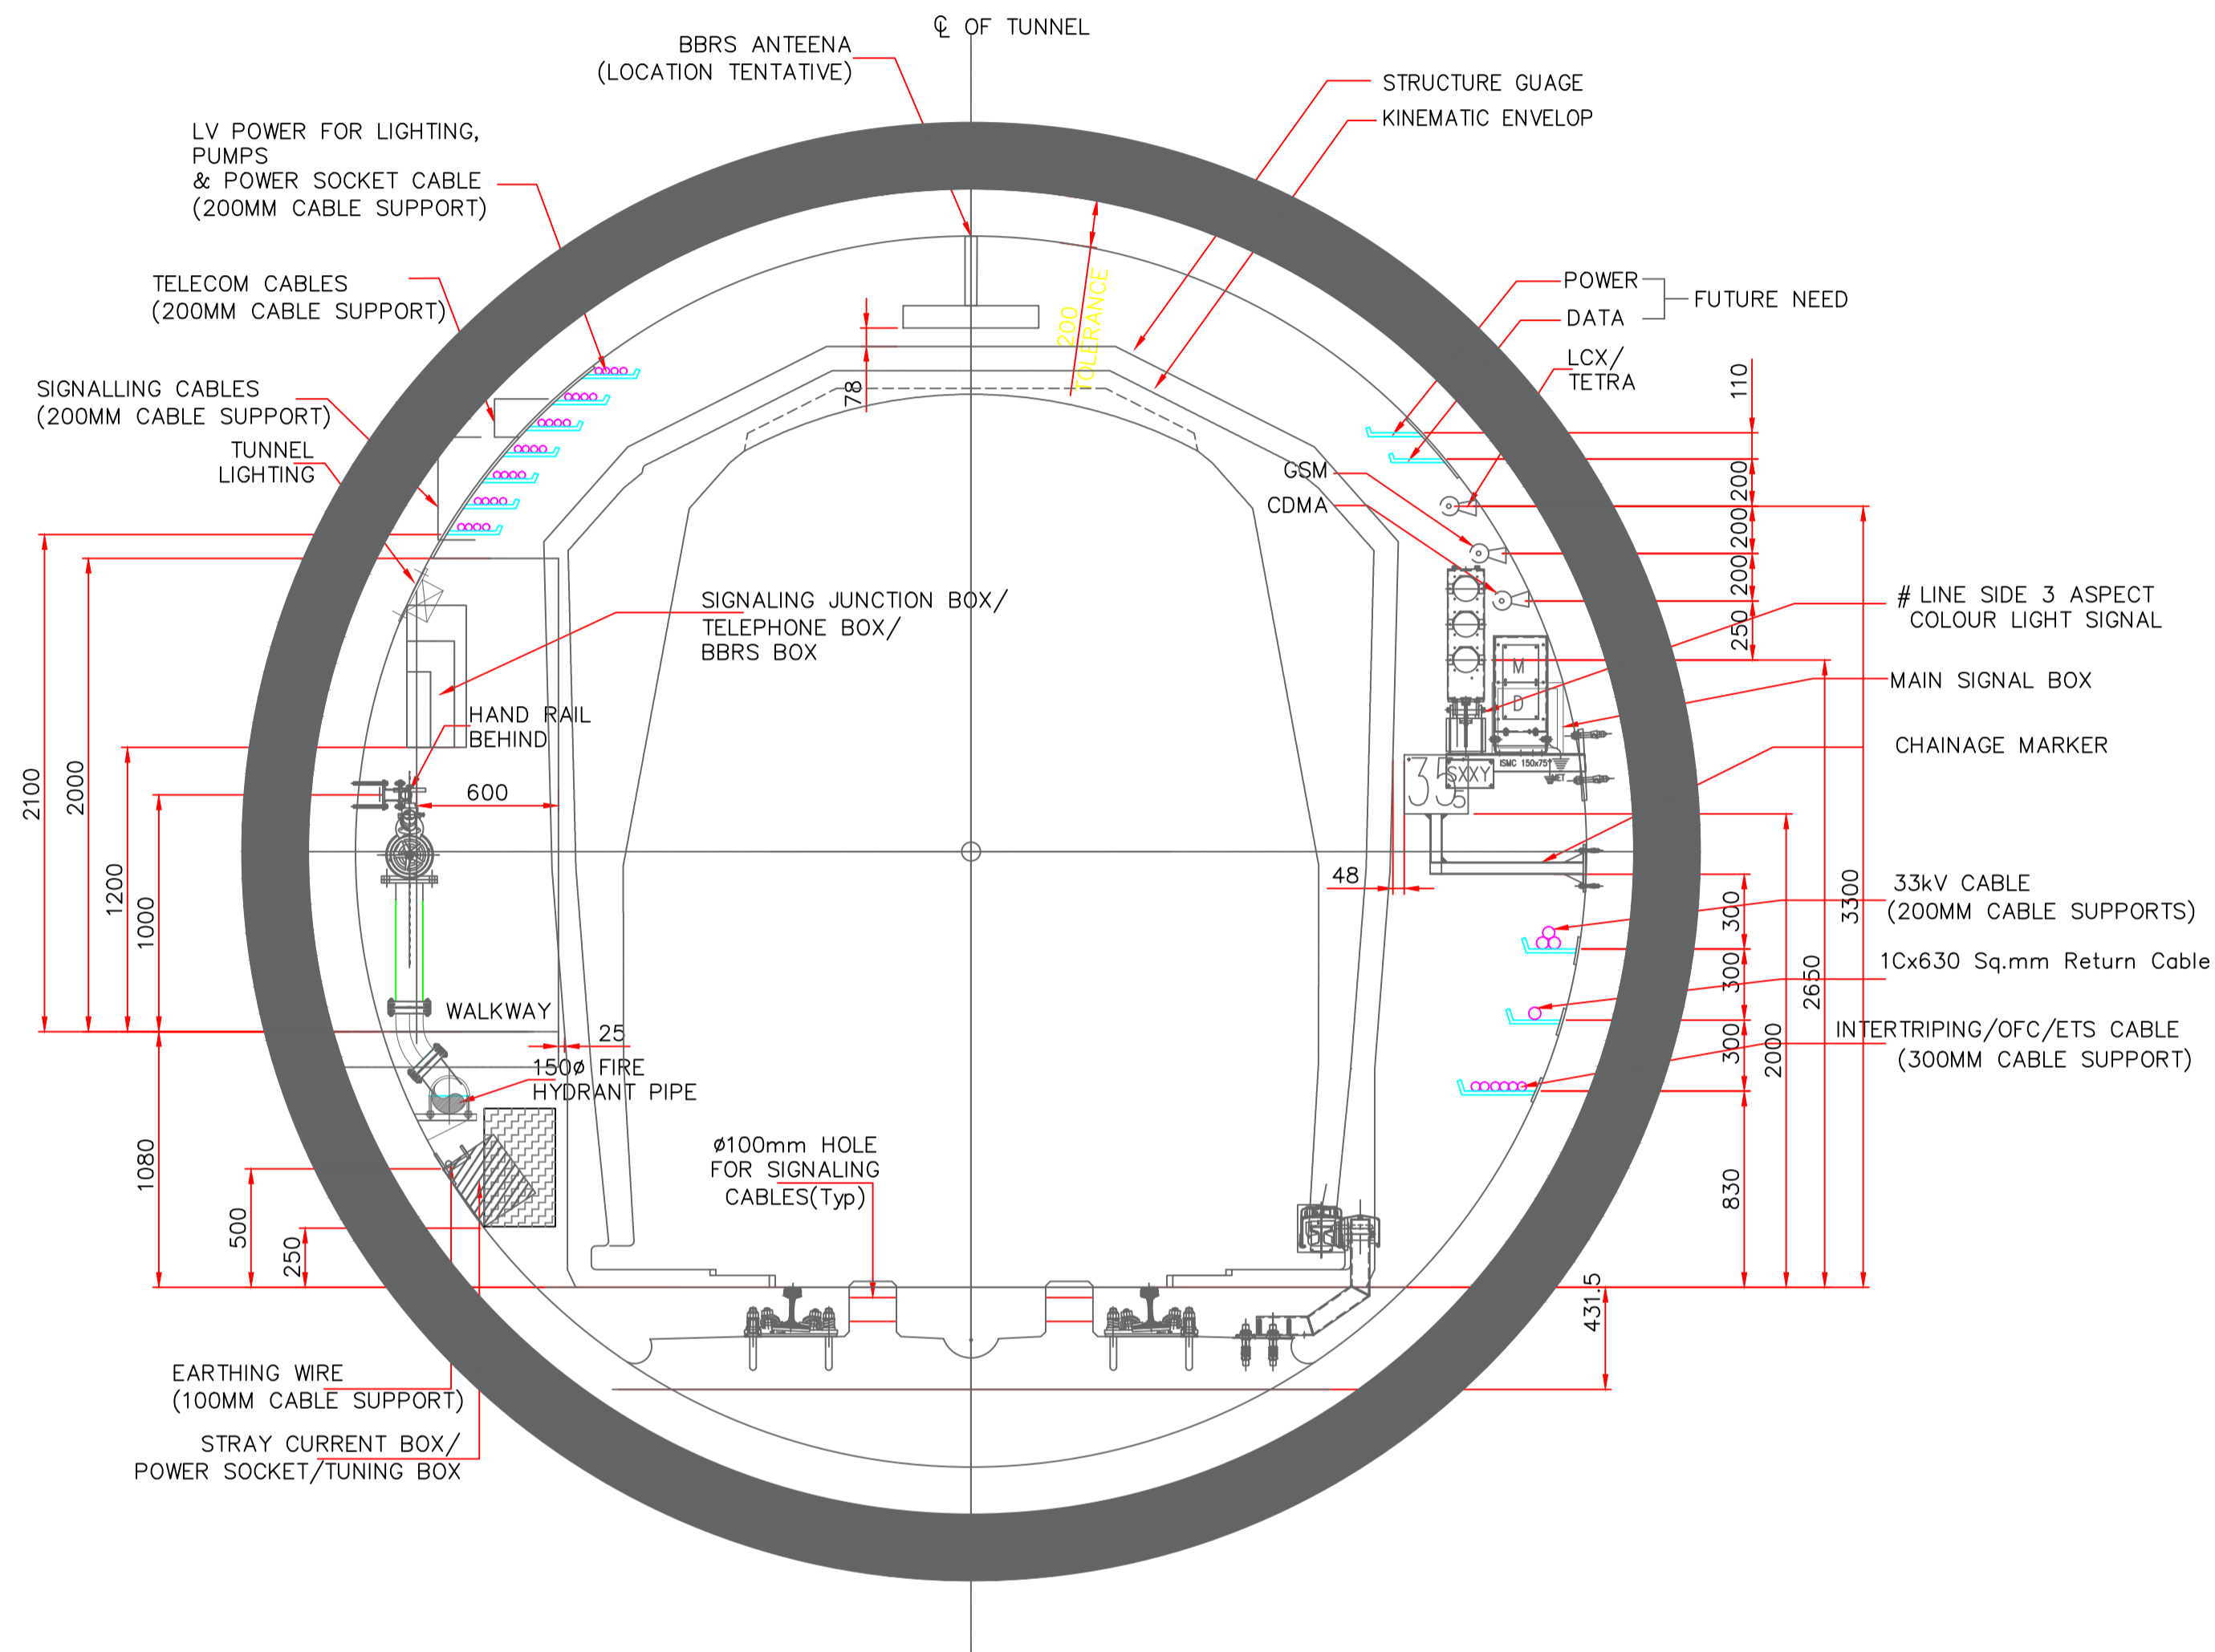 ℄ OF TUNNEL
BBRS ANTEENA
(LOCATION TENTATIVE)
STRUCTURE GUAGE
KINEMATIC ENVELOP
LV POWER FOR LIGHTING,
PUMPS
& POWER SOCKET CABLE
(200MM CABLE SUPPORT)
TELECOM CABLES
(200MM CABLE SUPPORT)
SIGNALLING CABLES
(200MM CABLE SUPPORT)
TUNNEL
LIGHTING
200
TOLERANCE
78
POWER
DATA
FUTURE NEED
LCX/
TETRA
GSM
CDMA
110
200
200
200
250
# LINE SIDE 3 ASPECT
COLOUR LIGHT SIGNAL
MAIN SIGNAL BOX
CHAINAGE MARKER
M
D
ISMC 150x75
MET
SXXY
35
5
SIGNALING JUNCTION BOX/
TELEPHONE BOX/
BBRS BOX
HAND RAIL
BEHIND
600
2100
2000
1200
1000
48
33kV CABLE
(200MM CABLE SUPPORTS)
1Cx630 Sq.mm Return Cable
INTERTRIPING/OFC/ETS CABLE
(300MM CABLE SUPPORT)
300
300
300
3300
2650
2000
830
431.5
WALKWAY
25
150ø FIRE
HYDRANT PIPE
ø100mm HOLE
FOR SIGNALING
CABLES(Typ)
1080
500
250
EARTHING WIRE
(100MM CABLE SUPPORT)
STRAY CURRENT BOX/
POWER SOCKET/TUNING BOX